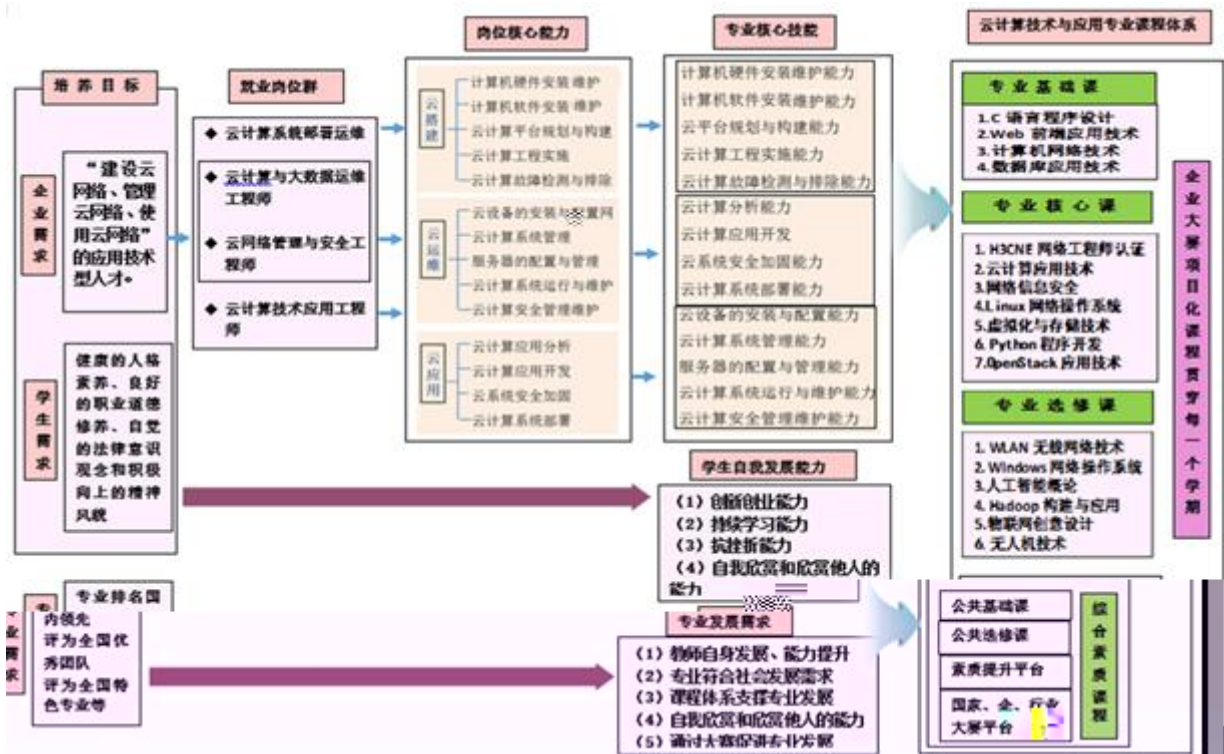 培养目标
企业需求
“建设云
网络、管理
云网络、使
用云网络”
的应用技术
型人才。
学生需求
健康的人格
素养、良好
的职业道德
修养、自觉
的法律意识
观念和积极
向上的精神
风貌
就业岗位群
◆ 云计算系统部署运维
◆ 云计算与大数据运维
工程师
◆ 云网络管理与安全工
程师
◆ 云计算技术应用工程
师
岗位核心能力
云搭建
计算机硬件安装维护
计算机软件安装维护
云计算平台规划与构建
云计算工程实施
云计算故障检测与排除
云运维
云设备的安装与配置网
云计算系统管理
服务器的配置与管理
云计算系统运行与维护
云计算安全管理维护
云应用
云计算应用分析
云计算应用开发
云系统安全加固
云计算系统部署
专业核心技能
计算机硬件安装维护能力
计算机软件安装维护能力
云平台规划与构建能力
云计算工程实施能力
云计算故障检测与排除能力
云计算分析能力
云计算应用开发
云系统安全加固能力
云计算系统部署能力
云设备的安装与配置能力
云计算系统管理能力
服务器的配置与管理能力
云计算系统运行与维护能力
云计算安全管理维护能力
学生自我发展能力
(1) 创新创业能力
(2) 持续学习能力
(3) 抗挫折能力
(4) 自我欣赏和欣赏他人的
能力
云计算技术与应用专业课程体系
专业基础课
1.C 语言程序设计
2.Web 前端应用技术
3.计算机网络技术
4.数据库应用技术
专业核心课
1. H3CNE 网络工程师认证
2.云计算应用技术
3.网络信息安全
4.Linux 网络操作系统
5.虚拟化与存储技术
6. Python 程序开发
7.OpenStack 应用技术
专业选修课
1. WLAN 无线网络技术
2. Windows 网络操作系统
3.人工智能概论
4. Hadoop 构建与应用
5.物联网创意设计
6. 无人机技术
企业大赛项目化课程贯穿每一个学期
专业需求
专业排名国
内领先
评为全国优
秀团队
评为全国特
色专业等
专业发展需求
(1) 教师自身发展、能力提升
(2) 专业符合社会发展需求
(3) 课程体系支撑专业发展
(4) 自我欣赏和欣赏他人的能力
(5) 通过大赛促进专业发展
公共基础课
公共选修课
素质提升平台
国家、企、行业
大赛平台
综合素质课程